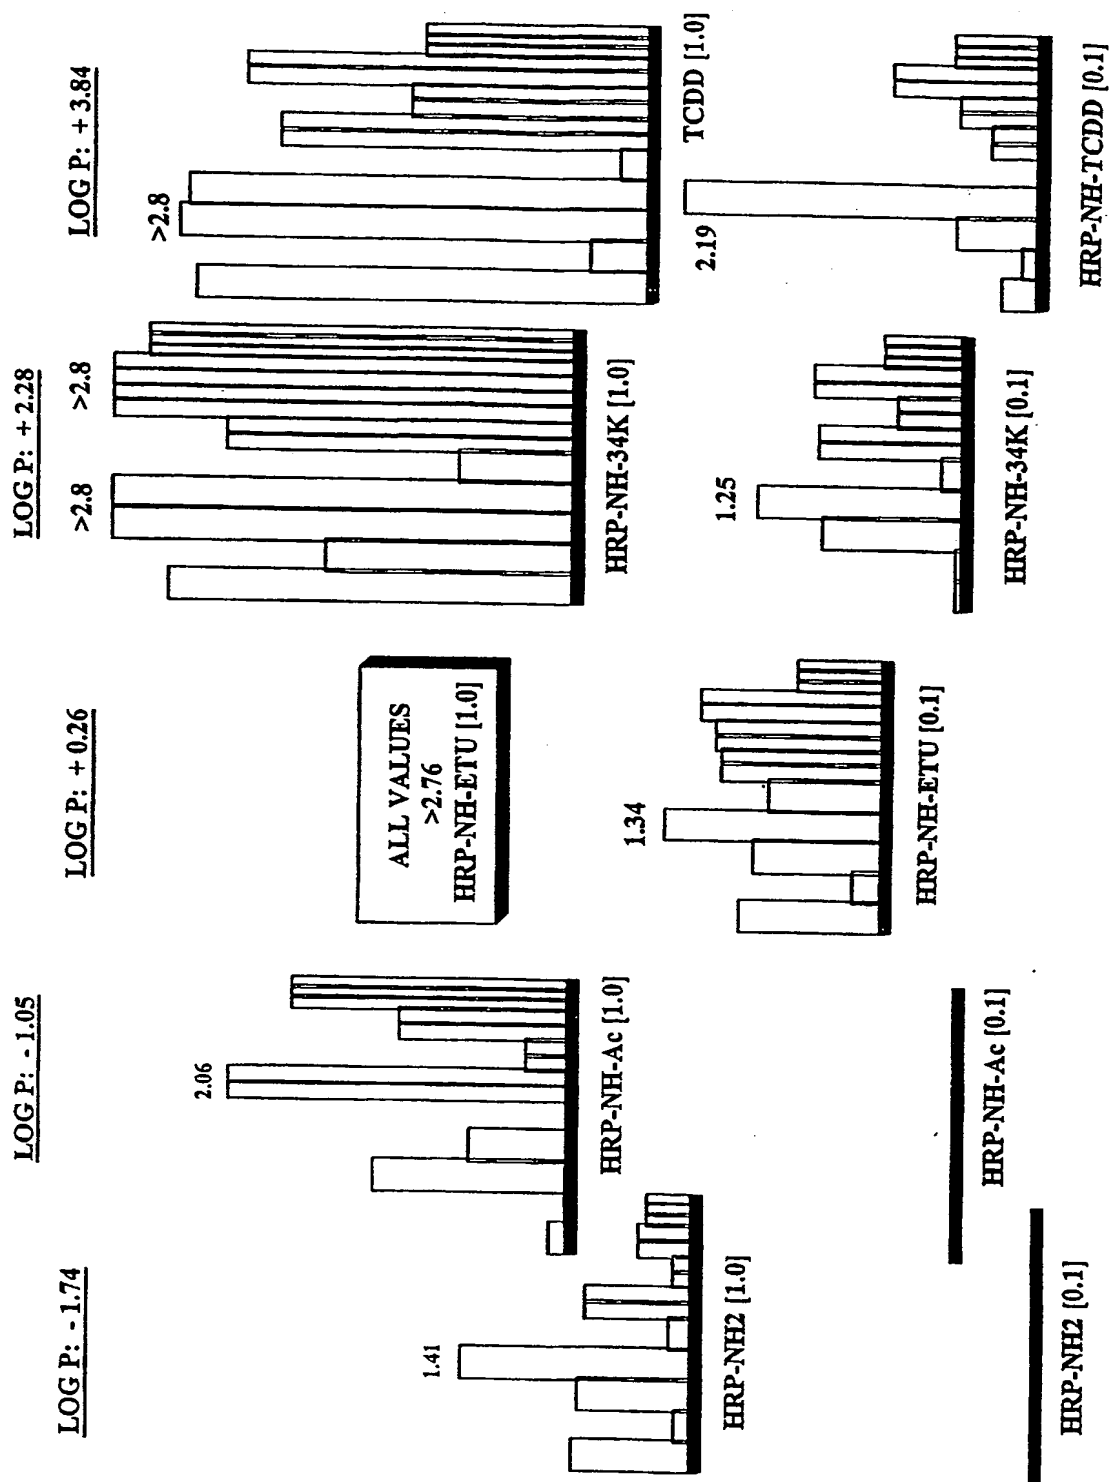 LOG P: - 1.74
LOG P: - 1.05
LOG P: + 0.26
LOG P: + 2.28
LOG P: + 3.84
1.41
HRP-NH2 [1.0]
2.06
HRP-NH-Ac [1.0]
ALL VALUES
>2.76
HRP-NH-ETU [1.0]
>2.8
>2.8
HRP-NH-34K [1.0]
>2.8
TCDD [1.0]
HRP-NH2 [0.1]
HRP-NH-Ac [0.1]
1.34
HRP-NH-ETU [0.1]
1.25
HRP-NH-34K [0.1]
2.19
HRP-NH-TCDD [0.1]